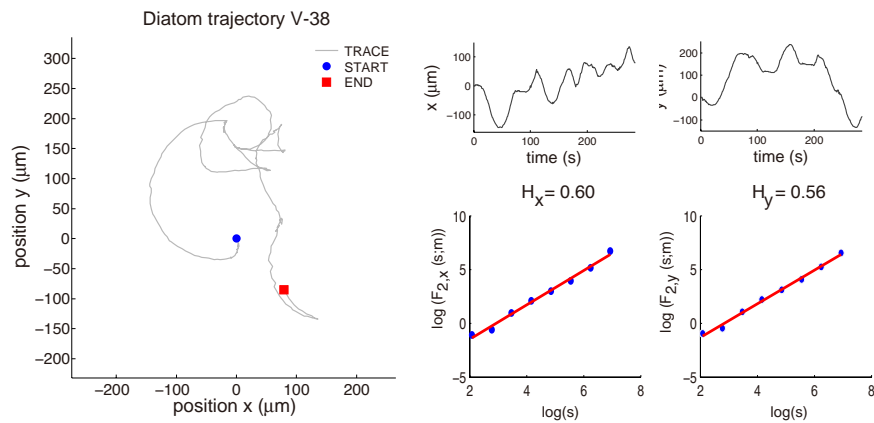 Diatom trajectory V-38
TRACE
START
END
300
250
200
150
100
50
0
−50
−100
−150
−200
−200
−100
0
100
200
position y (μm)
position x (μm)
100
0
−100
0
100
200
x (μm)
time (s)
200
100
0
−100
0
100
200
y (μm)
time (s)
Hx = 0.60
10
5
0
−5
2
4
6
8
log (F2,x (s;m))
log(s)
Hy = 0.56
10
5
0
−5
2
4
6
8
log (F2,y (s;m))
log(s)